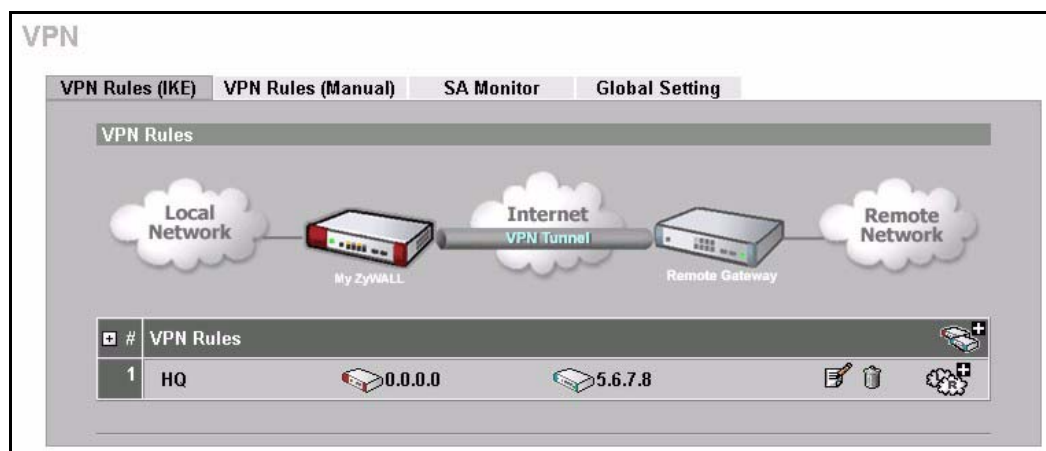 VPN
VPN Rules (IKE) VPN Rules (Manual) SA Monitor Global Setting
VPN Rules
Local
Network
My ZyWALL
Internet
VPN Tunnel
Remote Gateway
Remote
Network
# VPN Rules
1 HQ 0.0.0.0 5.6.7.8
R